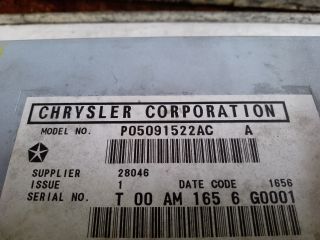 CHRYSLER CORPORATION
MODEL NO. P05091522AC A
SUPPLIER 28046
ISSUE 1 DATE CODE 1656
SERIAL NO. T 00 AM 165 6 G0001